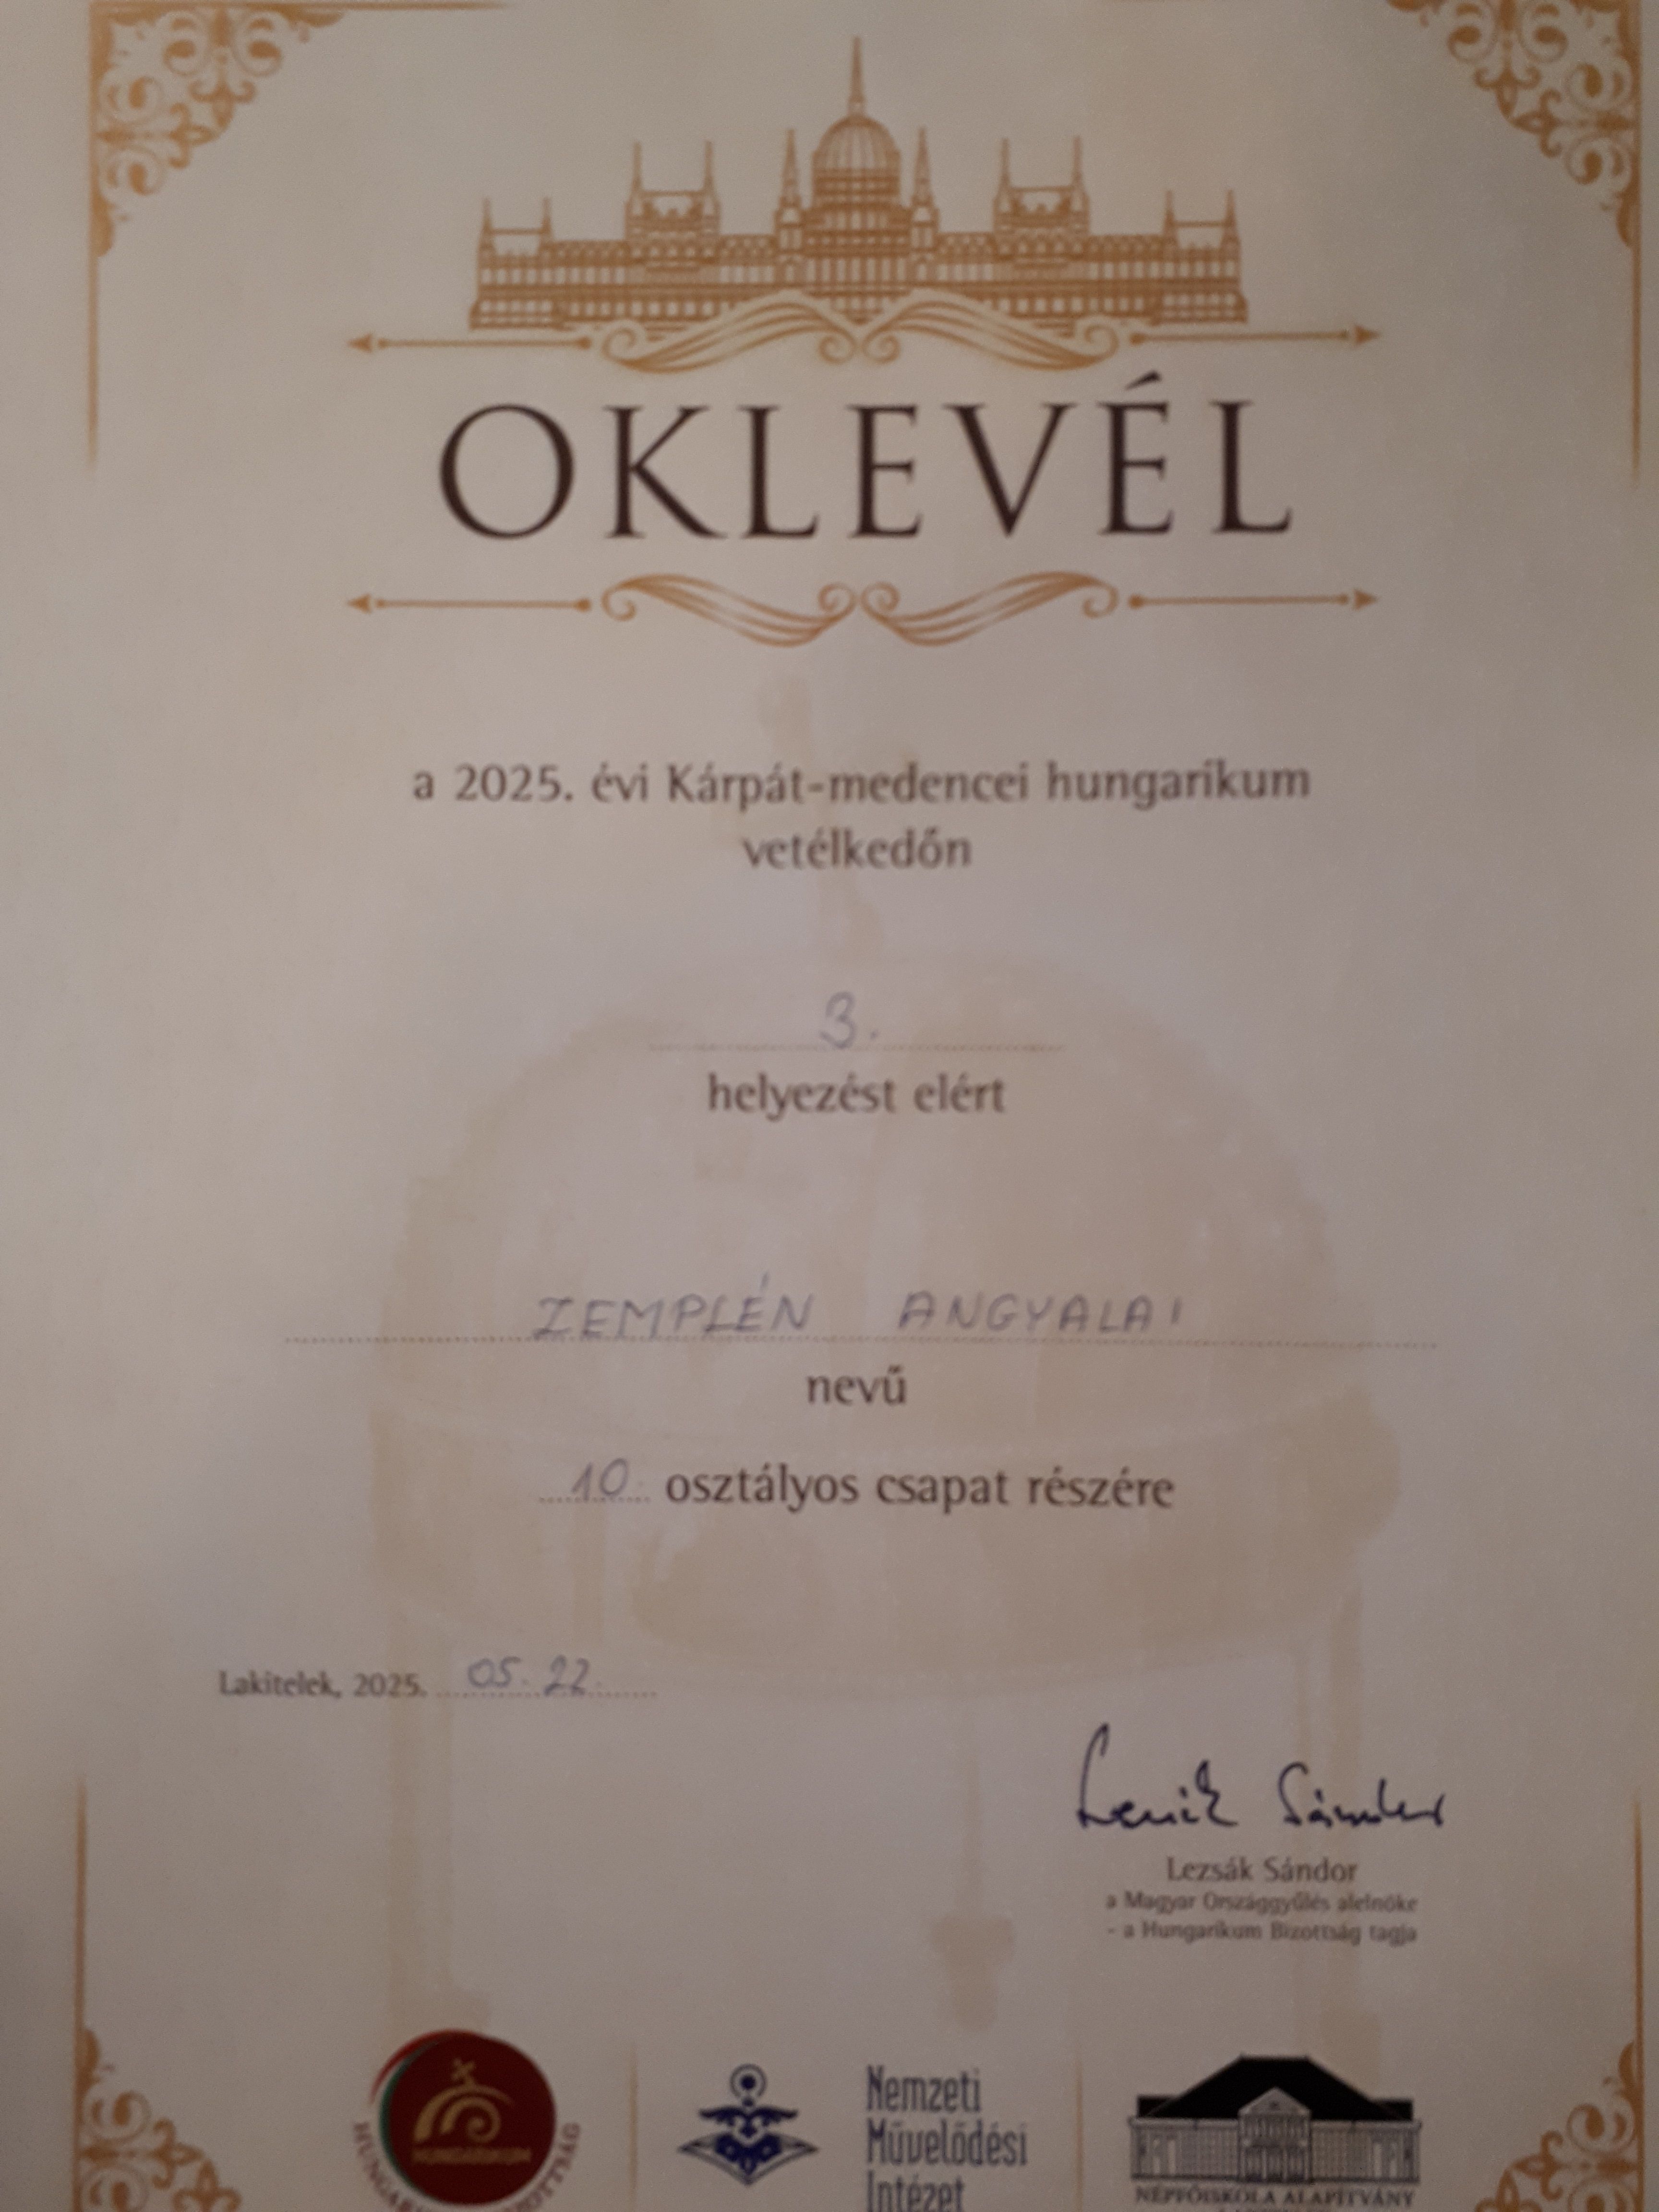 OKLEVÉL
a 2025. évi Kárpát-medencei hungarikum
vetélkedőn
3.
helyezést elért
ZEMPLÉN ANGYALAI
nevű
10. osztályos csapat részére
Lakitelek, 2025. 05. 22.
Lezsák Sándor
Lezsák Sándor
a Magyar Országgyűlés alelnöke
- a Hungarikum Bizottság tagja
HUNGARIKUM
Nemzeti
Művelődési
Intézet
NÉPFŐISKOLA ALAPÍTVÁNY